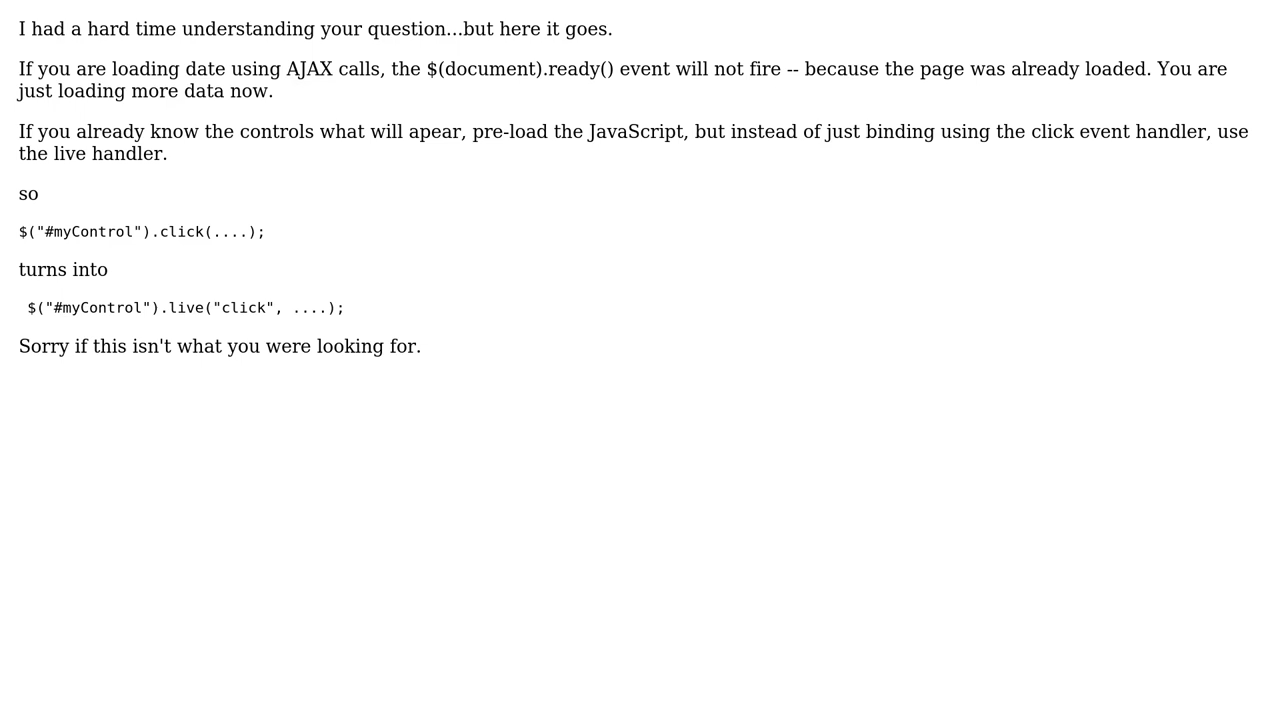 I had a hard time understanding your question...but here it goes.
If you are loading date using AJAX calls, the $(document).ready() event will not fire -- because the page was already loaded. You are
just loading more data now.
If you already know the controls what will apear, pre-load the JavaScript, but instead of just binding using the click event handler, use
the live handler.
so
$("#myControl").click(....);
turns into
$("#myControl").live("click", ....);
Sorry if this isn't what you were looking for.